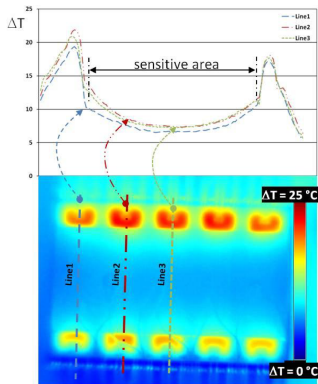 ΔT
25
20
15
10
5
0
Line1
Line2
Line3
sensitive area
ΔT = 25 °C
Line1
Line2
Line3
ΔT = 0 °C